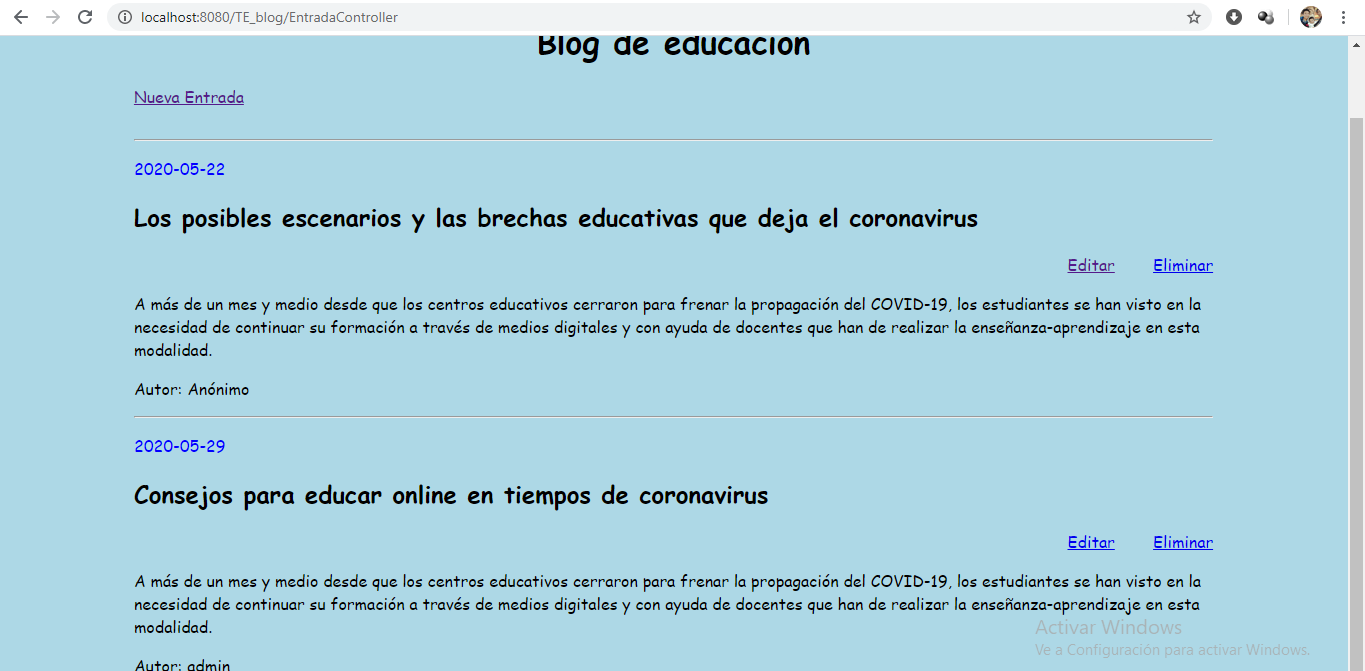 localhost:8080/TE_blog/EntradaController
Blog de educación
Nueva Entrada
2020-05-22
Los posibles escenarios y las brechas educativas que deja el coronavirus
Editar Eliminar
A más de un mes y medio desde que los centros educativos cerraron para frenar la propagación del COVID-19, los estudiantes se han visto en la
necesidad de continuar su formación a través de medios digitales y con ayuda de docentes que han de realizar la enseñanza-aprendizaje en esta
modalidad.
Autor: Anónimo
2020-05-29
Consejos para educar online en tiempos de coronavirus
Editar Eliminar
A más de un mes y medio desde que los centros educativos cerraron para frenar la propagación del COVID-19, los estudiantes se han visto en la
necesidad de continuar su formación a través de medios digitales y con ayuda de docentes que han de realizar la enseñanza-aprendizaje en esta
modalidad.
Activar Windows
Ve a Configuración para activar Windows.
Autor: admin